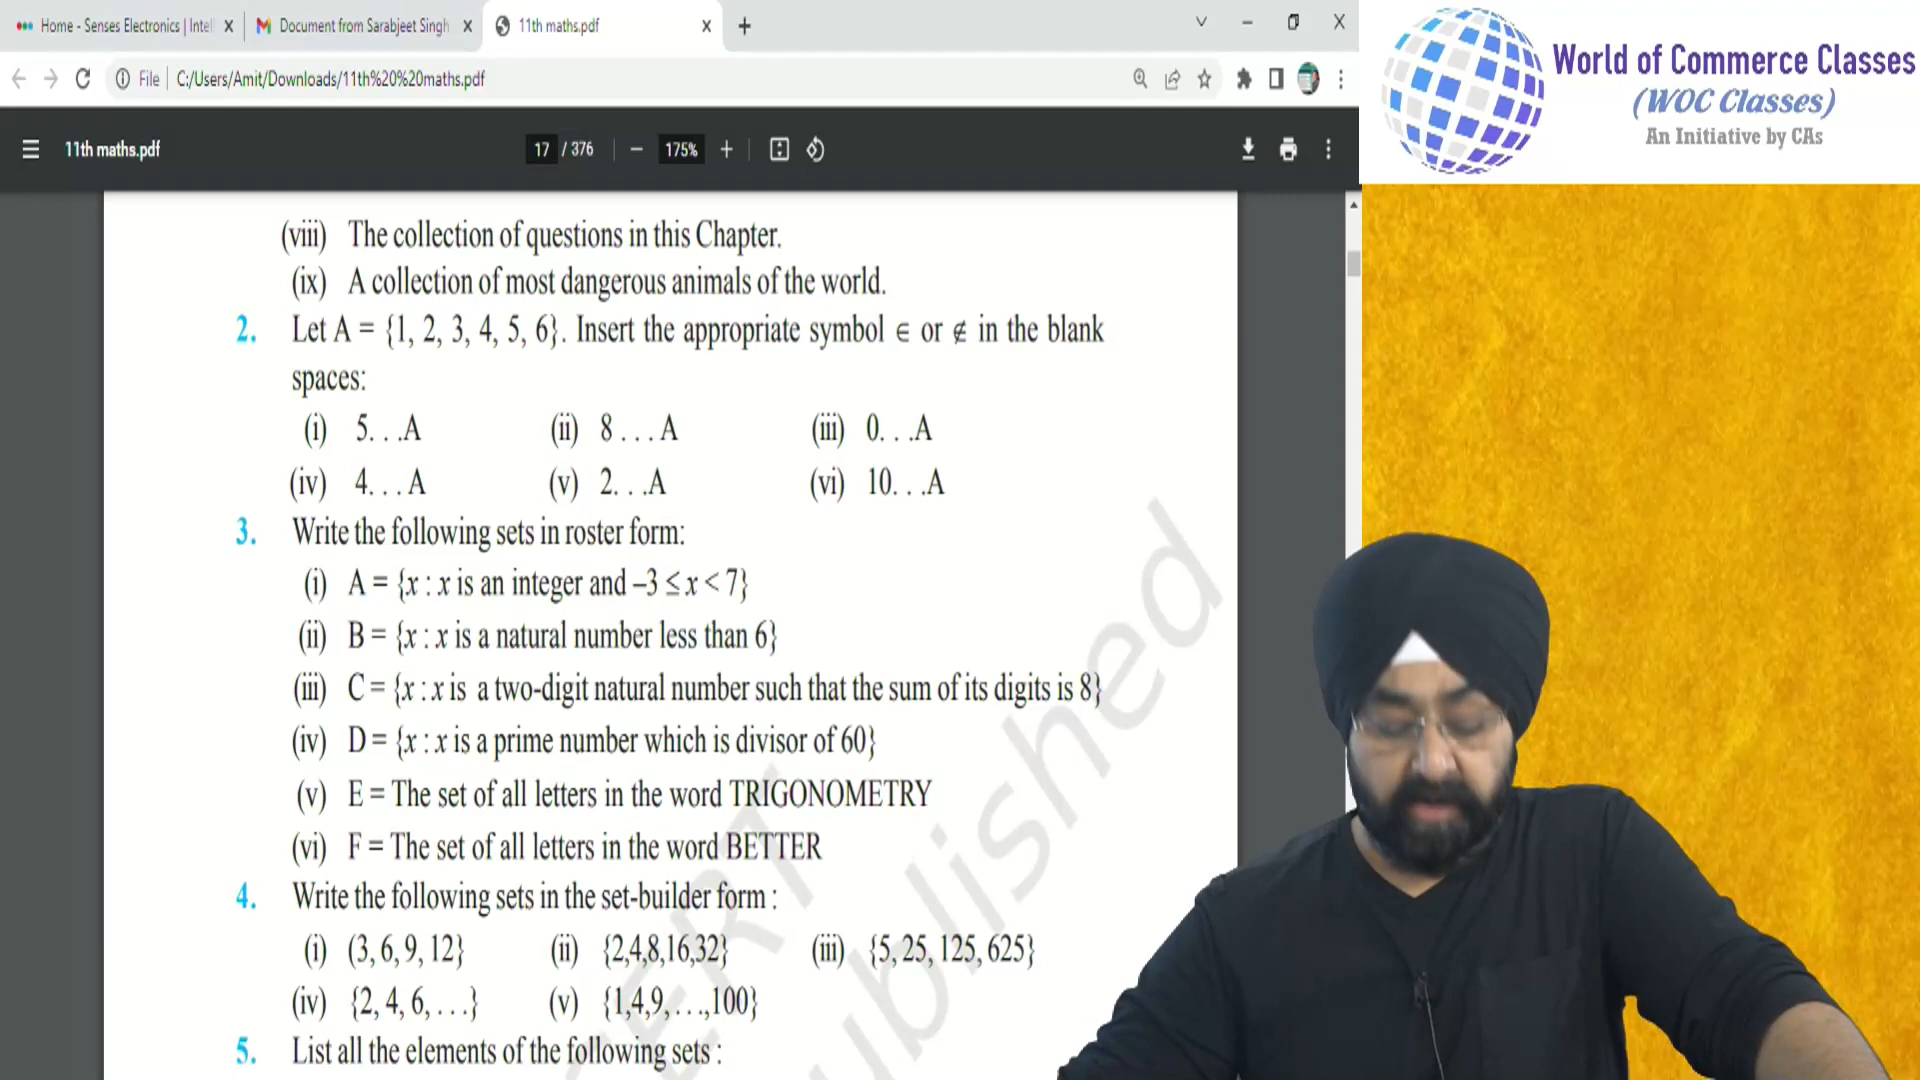 Home - Senses Electronics | Intel
Document from Sarabjeet Singh
11th maths.pdf
File
C:/Users/Amit/Downloads/11th%20%20maths.pdf
11th maths.pdf
17 / 376
175%
World of Commerce Classes
(WOC Classes)
An Initiative by CAs
(viii) The collection of questions in this Chapter.
(ix) A collection of most dangerous animals of the world.
2. Let A = {1, 2, 3, 4, 5, 6}. Insert the appropriate symbol ∈ or ∉ in the blank
spaces:
(i) 5. . .A (ii) 8 . . . A (iii) 0. . .A
(iv) 4. . . A (v) 2. . .A (vi) 10. . .A
3. Write the following sets in roster form:
(i) A = {x : x is an integer and –3 ≤ x < 7}
(ii) B = {x : x is a natural number less than 6}
(iii) C = {x : x is a two-digit natural number such that the sum of its digits is 8}
(iv) D = {x : x is a prime number which is divisor of 60}
(v) E = The set of all letters in the word TRIGONOMETRY
(vi) F = The set of all letters in the word BETTER
4. Write the following sets in the set-builder form :
(i) (3, 6, 9, 12} (ii) {2,4,8,16,32} (iii) {5, 25, 125, 625}
(iv) {2, 4, 6, . . .} (v) {1,4,9, . . .,100}
5. List all the elements of the following sets :